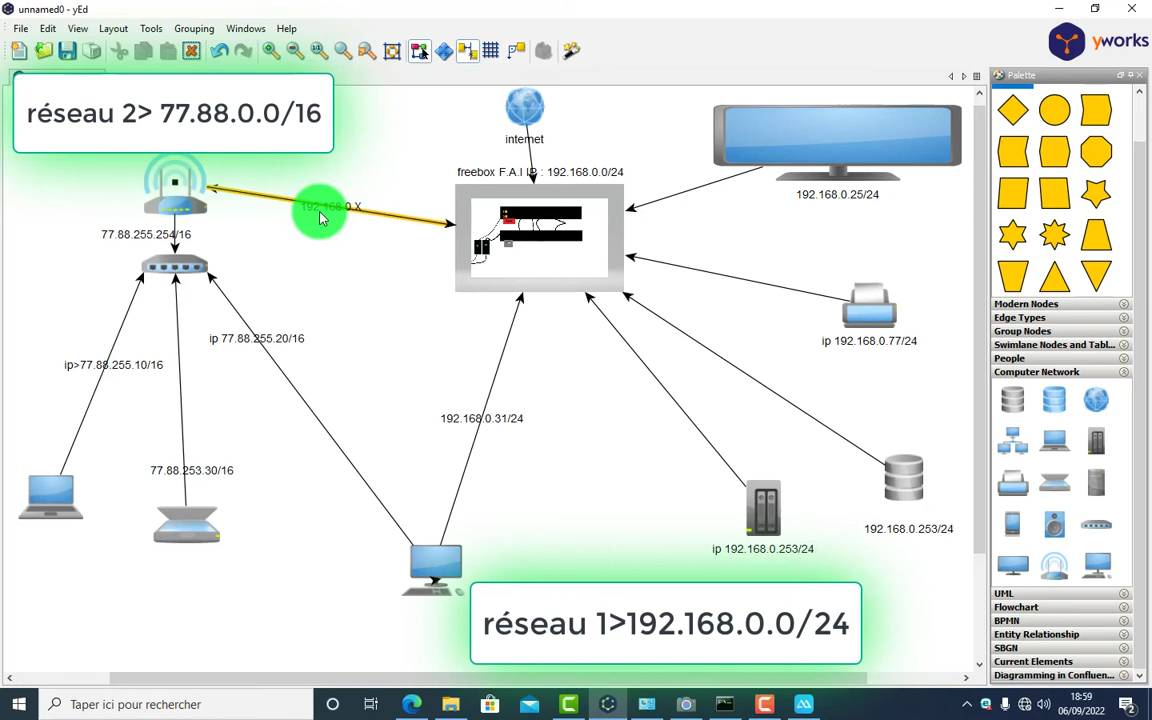 unnamed0 - yEd
File Edit View Layout Tools Grouping Windows Help
yworks
réseau 2> 77.88.0.0/16
internet
freebox F.A.I IP : 192.168.0.0/24
192.168.0.25/24
192.168.0.X
77.88.255.254/16
ip 77.88.255.20/16
ip 192.168.0.77/24
ip>77.88.255.10/16
192.168.0.31/24
77.88.253.30/16
192.168.0.253/24
ip 192.168.0.253/24
réseau 1>192.168.0.0/24
Palette
Modern Nodes
Edge Types
Group Nodes
Swimlane Nodes and Tabl...
People
Computer Network
UML
Flowchart
BPMN
Entity Relationship
SBGN
Current Elements
Diagramming in Confluen...
Taper ici pour rechercher
18:59
06/09/2022
2